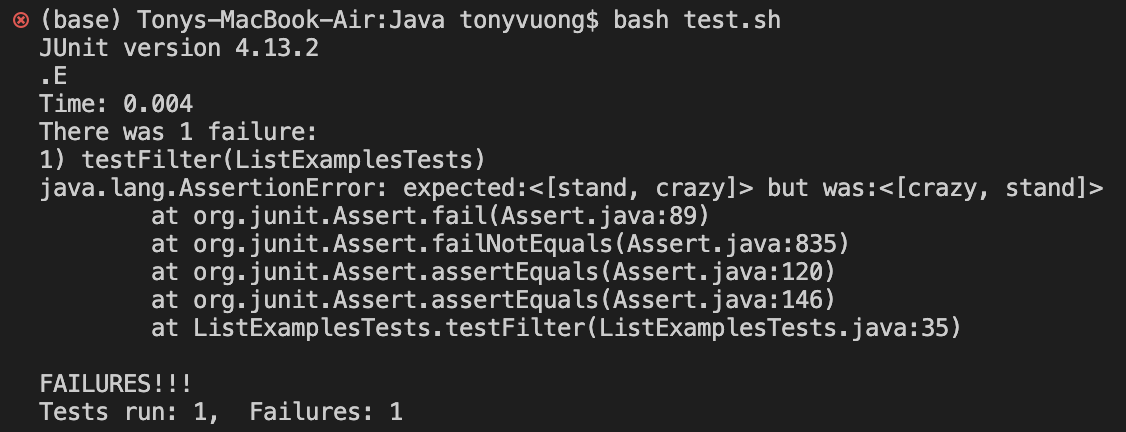 (base) Tonys-MacBook-Air:Java tonyvuong$ bash test.sh
JUnit version 4.13.2
.E
Time: 0.004
There was 1 failure:
1) testFilter(ListExamplesTests)
java.lang.AssertionError: expected:<[stand, crazy]> but was:<[crazy, stand]>
        at org.junit.Assert.fail(Assert.java:89)
        at org.junit.Assert.failNotEquals(Assert.java:835)
        at org.junit.Assert.assertEquals(Assert.java:120)
        at org.junit.Assert.assertEquals(Assert.java:146)
        at ListExamplesTests.testFilter(ListExamplesTests.java:35)

FAILURES!!!
Tests run: 1,  Failures: 1